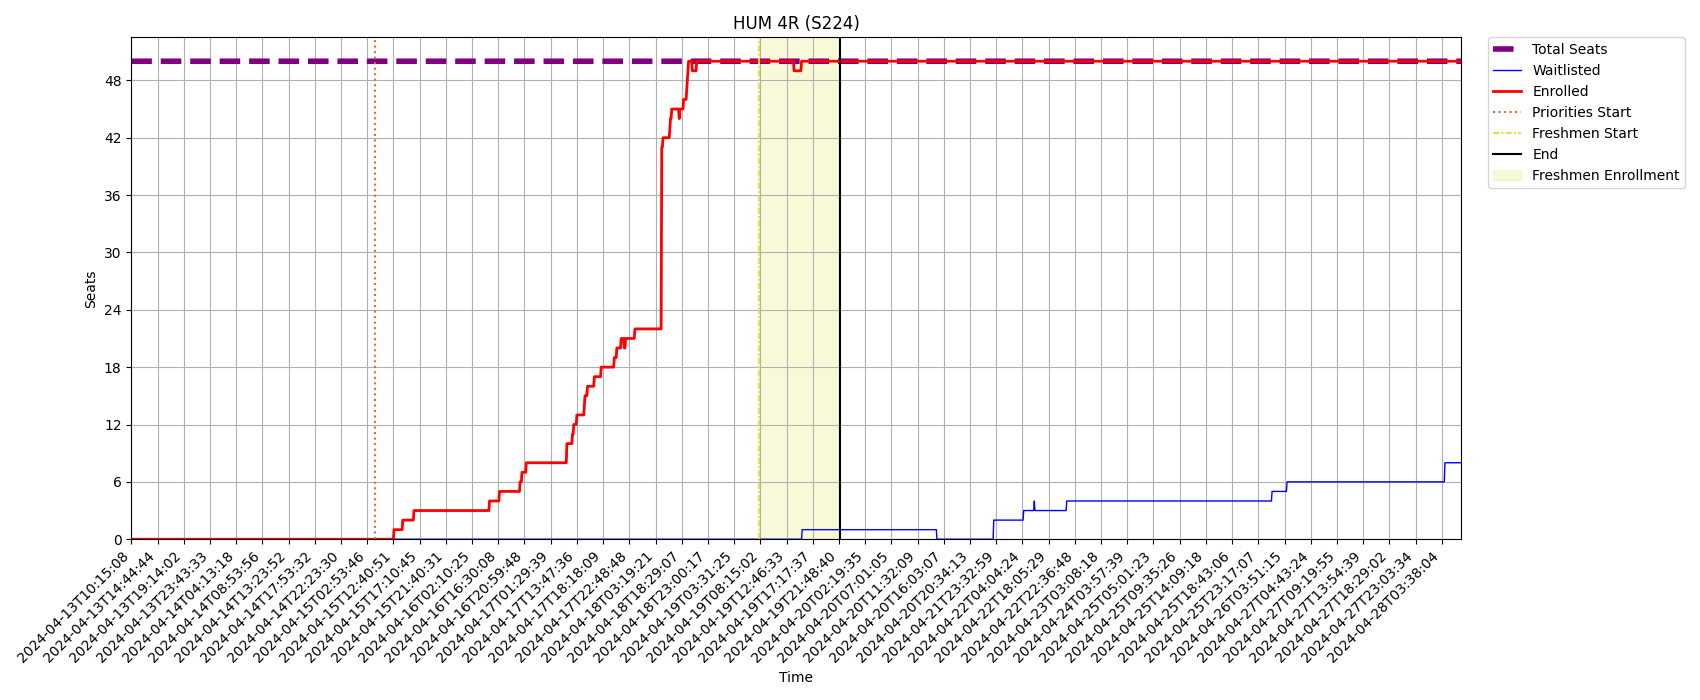 HUM 4R (S224)
Total Seats
Waitlisted
Enrolled
Priorities Start
Freshmen Start
End
Freshmen Enrollment
Seats
48
42
36
30
24
18
12
6
0
2024-04-13T10:15:08
2024-04-13T14:44:44
2024-04-13T19:14:02
2024-04-13T23:43:33
2024-04-14T04:13:18
2024-04-14T08:53:56
2024-04-14T13:23:52
2024-04-14T17:53:32
2024-04-14T22:23:30
2024-04-15T02:53:46
2024-04-15T12:40:51
2024-04-15T17:10:45
2024-04-15T21:40:31
2024-04-16T02:10:25
2024-04-16T16:30:08
2024-04-16T20:59:48
2024-04-17T01:29:39
2024-04-17T13:47:36
2024-04-17T18:18:09
2024-04-17T22:48:48
2024-04-18T03:19:21
2024-04-18T18:29:07
2024-04-18T23:00:17
2024-04-19T03:31:25
2024-04-19T08:15:02
2024-04-19T12:46:33
2024-04-19T17:17:37
2024-04-19T21:48:40
2024-04-20T02:19:35
2024-04-20T07:01:05
2024-04-20T11:32:09
2024-04-20T16:03:07
2024-04-20T20:34:13
2024-04-21T23:32:59
2024-04-22T04:04:24
2024-04-22T18:05:29
2024-04-22T22:36:48
2024-04-23T03:08:18
2024-04-24T03:57:39
2024-04-25T05:01:23
2024-04-25T09:35:26
2024-04-25T14:09:18
2024-04-25T18:43:06
2024-04-25T23:17:07
2024-04-26T03:51:15
2024-04-27T04:43:24
2024-04-27T09:19:55
2024-04-27T13:54:39
2024-04-27T18:29:02
2024-04-27T23:03:34
2024-04-28T03:38:04
Time